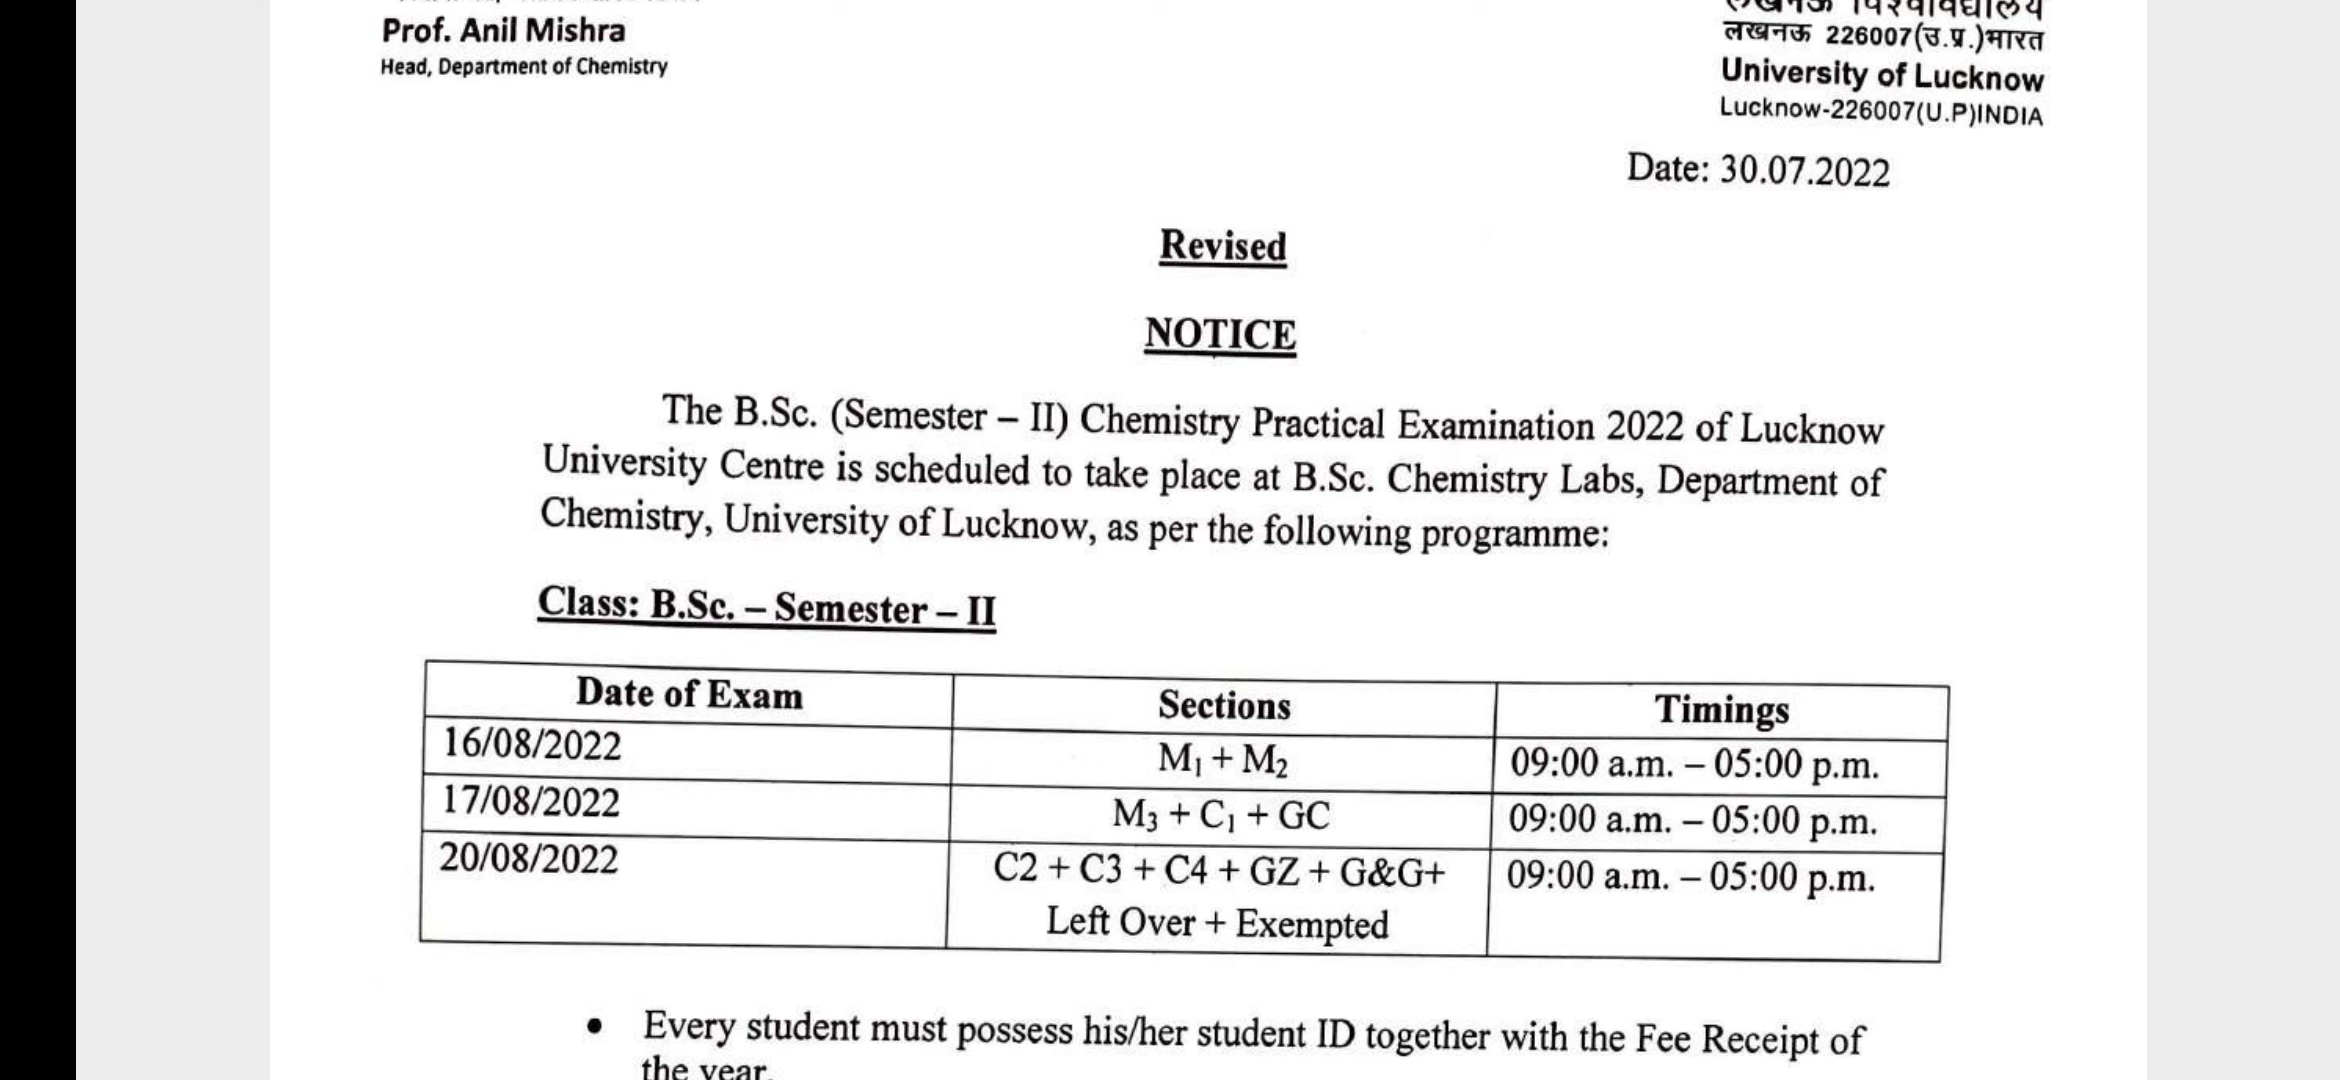 Prof. Anil Mishra
Head, Department of Chemistry
लखनऊ विश्वविद्यालय
लखनऊ 226007(उ.प्र.)भारत
University of Lucknow
Lucknow-226007(U.P)INDIA
Date: 30.07.2022
Revised
NOTICE
The B.Sc. (Semester – II) Chemistry Practical Examination 2022 of Lucknow
University Centre is scheduled to take place at B.Sc. Chemistry Labs, Department of
Chemistry, University of Lucknow, as per the following programme:
Class: B.Sc. – Semester – II
Date of Exam Sections Timings
16/08/2022 M₁ + M₂ 09:00 a.m. – 05:00 p.m.
17/08/2022 M₃ + C₁ + GC 09:00 a.m. – 05:00 p.m.
20/08/2022 C2 + C3 + C4 + GZ + G&G+ 09:00 a.m. – 05:00 p.m.
Left Over + Exempted
• Every student must possess his/her student ID together with the Fee Receipt of
the year.